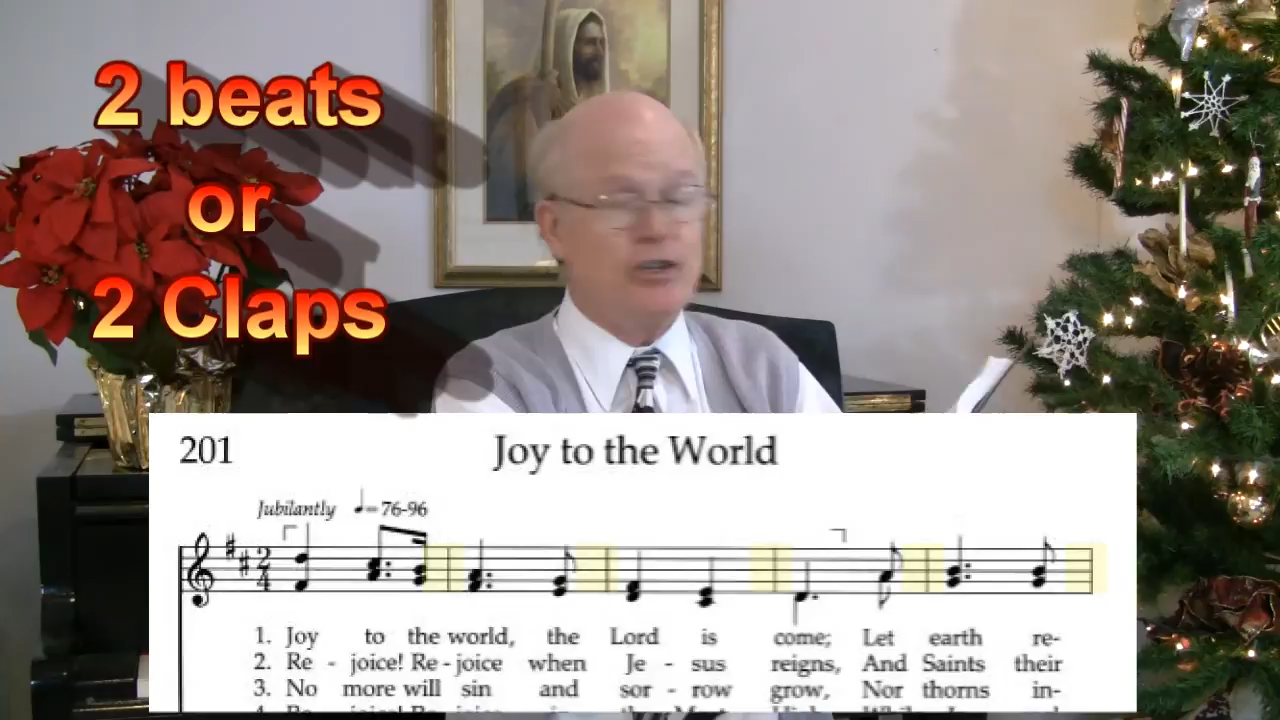 2 beats
or
2 Claps
201 Joy to the World
Jubilantly ♩=76-96
2
4
1. Joy to the world, the Lord is come; Let earth re-
2. Re - joice! Re - joice when Je - sus reigns, And Saints their
3. No more will sin and sor - row grow, Nor thorns in-